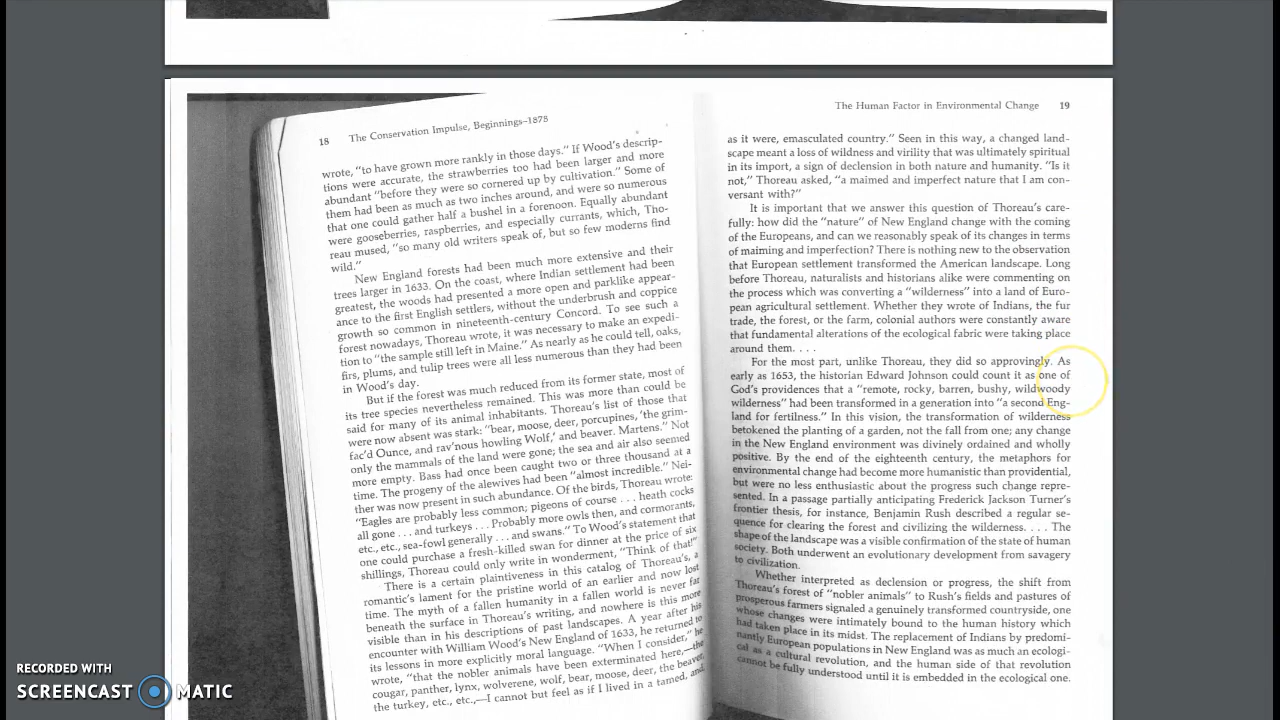 18 The Conservation Impulse, Beginnings–1878
wrote, "to have grown more rankly in those days." If Wood's descrip-
tions were accurate, the strawberries too had been larger and more
abundant "before they were so cornered up by cultivation." Some of
them had been as much as two inches around, and were so numerous
that one could gather half a bushel in a forenoon. Equally abundant
were gooseberries, raspberries, and especially currants, which, Tho-
reau mused, "so many old writers speak of, but so few moderns find
wild."
New England forests had been much more extensive and their
trees larger in 1633. On the coast, where Indian settlement had been
greatest, the woods had presented a more open and parklike appear-
ance to the first English settlers, without the underbrush and coppice
growth so common in nineteenth-century Concord. To see such a
forest nowadays, Thoreau wrote, it was necessary to make an expedi-
tion to "the sample still left in Maine." As nearly as he could tell, oaks,
firs, plums, and tulip trees were all less numerous than they had been
in Wood's day.
But if the forest was much reduced from its former state, most of
its tree species nevertheless remained. This was more than could be
said for many of its animal inhabitants. Thoreau's list of those that
were now absent was stark: "bear, moose, deer, porcupines, 'the grim-
fac'd Ounce, and rav'nous howling Wolf,' and beaver. Martens." Not
only the mammals of the land were gone; the sea and air also seemed
more empty. Bass had once been caught two or three thousand at a
time. The progeny of the alewives had been "almost incredible." Nei-
ther was now present in such abundance. Of the birds, Thoreau wrote:
"Eagles are probably less common; pigeons of course . . . heath cocks
all gone . . . and turkeys . . . Probably more owls then, and cormorants,
etc., etc., sea-fowl generally . . . and swans." To Wood's statement that
one could purchase a fresh-killed swan for dinner at the price of six
shillings, Thoreau could only write in wonderment, "Think of that!"
There is a certain plaintiveness in this catalog of Thoreau's, a
romantic's lament for the pristine world of an earlier and now lost
time. The myth of a fallen humanity in a fallen world is never far
beneath the surface in Thoreau's writing, and nowhere is this more
visible than in his descriptions of past landscapes. A year after his
encounter with William Wood's New England of 1633, he returned to
its lessons in more explicitly moral language. "When I consider," he
wrote, "that the nobler animals have been exterminated here,—the
cougar, panther, lynx, wolverene, wolf, bear, moose, deer, the beaver,
the turkey, etc., etc.,—I cannot but feel as if I lived in a tamed, and,
The Human Factor in Environmental Change 19
as it were, emasculated country." Seen in this way, a changed land-
scape meant a loss of wildness and virility that was ultimately spiritual
in its import, a sign of declension in both nature and humanity. "Is it
not," Thoreau asked, "a maimed and imperfect nature that I am con-
versant with?"
It is important that we answer this question of Thoreau's care-
fully: how did the "nature" of New England change with the coming
of the Europeans, and can we reasonably speak of its changes in terms
of maiming and imperfection? There is nothing new to the observation
that European settlement transformed the American landscape. Long
before Thoreau, naturalists and historians alike were commenting on
the process which was converting a "wilderness" into a land of Euro-
pean agricultural settlement. Whether they wrote of Indians, the fur
trade, the forest, or the farm, colonial authors were constantly aware
that fundamental alterations of the ecological fabric were taking place
around them. . . .
For the most part, unlike Thoreau, they did so approvingly. As
early as 1653, the historian Edward Johnson could count it as one of
God's providences that a "remote, rocky, barren, bushy, wildwoody
wilderness" had been transformed in a generation into "a second Eng-
land for fertilness." In this vision, the transformation of wilderness
betokened the planting of a garden, not the fall from one; any change
in the New England environment was divinely ordained and wholly
positive. By the end of the eighteenth century, the metaphors for
environmental change had become more humanistic than providential,
but were no less enthusiastic about the progress such change repre-
sented. In a passage partially anticipating Frederick Jackson Turner's
frontier thesis, for instance, Benjamin Rush described a regular se-
quence for clearing the forest and civilizing the wilderness. . . . The
shape of the landscape was a visible confirmation of the state of human
society. Both underwent an evolutionary development from savagery
to civilization.
Whether interpreted as declension or progress, the shift from
Thoreau's forest of "nobler animals" to Rush's fields and pastures of
prosperous farmers signaled a genuinely transformed countryside, one
whose changes were intimately bound to the human history which
had taken place in its midst. The replacement of Indians by predomi-
nantly European populations in New England was as much an ecologi-
cal as a cultural revolution, and the human side of that revolution
cannot be fully understood until it is embedded in the ecological one.
RECORDED WITH
SCREENCAST MATIC